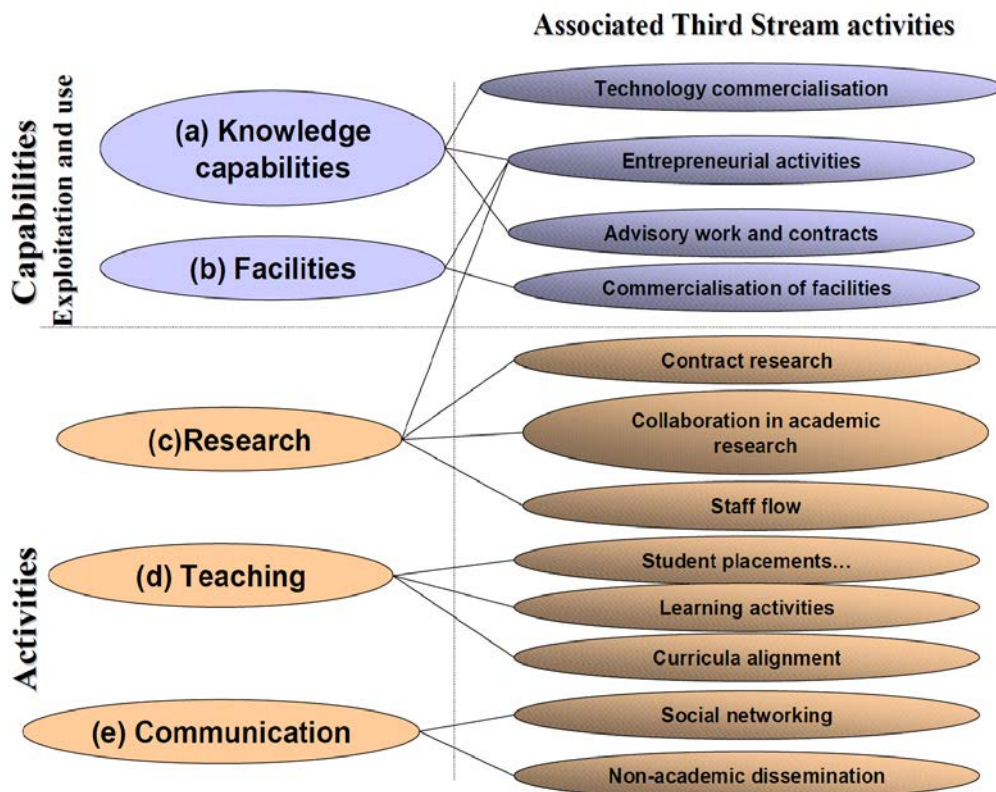 Associated Third Stream activities
Capabilities
Exploitation and use
(a) Knowledge
capabilities
(b) Facilities
Technology commercialisation
Entrepreneurial activities
Advisory work and contracts
Commercialisation of facilities
Activities
(c)Research
(d) Teaching
(e) Communication
Contract research
Collaboration in academic
research
Staff flow
Student placements...
Learning activities
Curricula alignment
Social networking
Non-academic dissemination